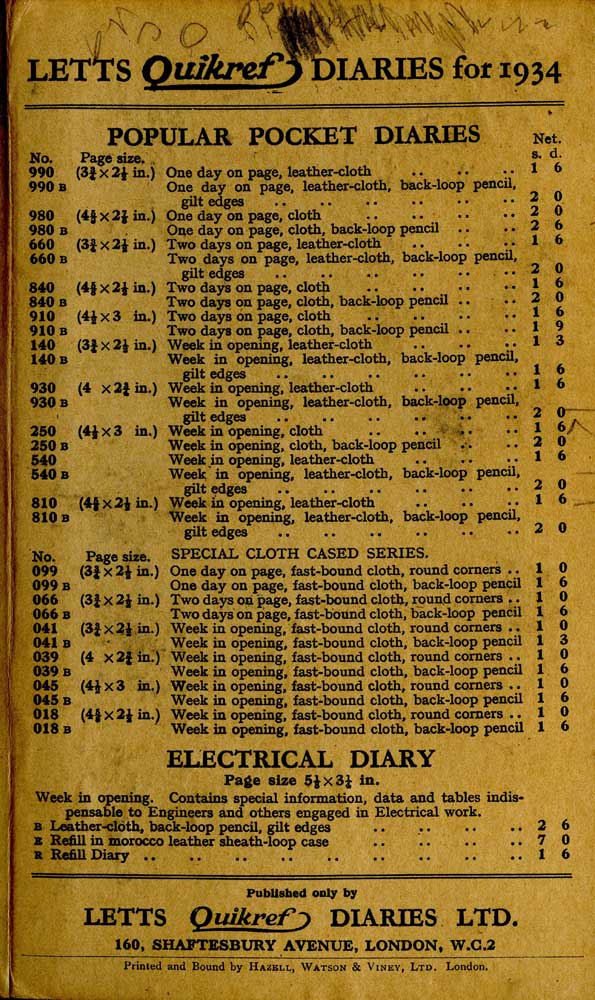 LETTS Quikref DIARIES for 1934
POPULAR POCKET DIARIES
Net.
No. Page size. s. d.
990 (3¾ × 2½ in.) One day on page, leather-cloth .. .. .. 1 6
990 B One day on page, leather-cloth, back-loop pencil,
gilt edges .. .. .. .. .. .. 2 0
980 (4⅝ × 2½ in.) One day on page, cloth .. .. .. .. 2 0
980 B One day on page, cloth, back-loop pencil .. .. 2 6
660 (3¾ × 2½ in.) Two days on page, leather-cloth .. .. .. 1 6
660 B Two days on page, leather-cloth, back-loop pencil,
gilt edges .. .. .. .. .. .. 2 0
840 (4⅝ × 2½ in.) Two days on page, cloth .. .. .. .. 1 6
840 B Two days on page, cloth, back-loop pencil .. .. 2 0
910 (4½ × 3 in.) Two days on page, cloth .. .. .. .. 1 6
910 B Two days on page, cloth, back-loop pencil .. .. 1 9
140 (3¾ × 2½ in.) Week in opening, leather-cloth .. .. .. 1 3
140 B Week in opening, leather-cloth, back-loop pencil,
gilt edges .. .. .. .. .. .. 1 6
930 (4 × 2¾ in.) Week in opening, leather-cloth .. .. .. 1 6
930 B Week in opening, leather-cloth, back-loop pencil,
gilt edges .. .. .. .. .. .. 2 0
250 (4½ × 3 in.) Week in opening, cloth .. .. .. .. 1 6
250 B Week in opening, cloth, back-loop pencil .. .. 2 0
540 Week in opening, leather-cloth .. .. .. 1 6
540 B Week in opening, leather-cloth, back-loop pencil,
gilt edges .. .. .. .. .. .. 2 0
810 (4⅝ × 2½ in.) Week in opening, leather-cloth .. .. .. 1 6
810 B Week in opening, leather-cloth, back-loop pencil,
gilt edges .. .. .. .. .. .. 2 0
No. Page size. SPECIAL CLOTH CASED SERIES.
099 (3¾ × 2½ in.) One day on page, fast-bound cloth, round corners .. 1 0
099 B One day on page, fast-bound cloth, back-loop pencil 1 6
066 (3¾ × 2½ in.) Two days on page, fast-bound cloth, round corners .. 1 0
066 B Two days on page, fast-bound cloth, back-loop pencil 1 6
041 (3¾ × 2½ in.) Week in opening, fast-bound cloth, round corners .. 1 0
041 B Week in opening, fast-bound cloth, back-loop pencil 1 3
039 (4 × 2¾ in.) Week in opening, fast-bound cloth, round corners .. 1 0
039 B Week in opening, fast-bound cloth, back-loop pencil 1 6
045 (4½ × 3 in.) Week in opening, fast-bound cloth, round corners .. 1 0
045 B Week in opening, fast-bound cloth, back-loop pencil 1 6
018 (4⅝ × 2½ in.) Week in opening, fast-bound cloth, round corners .. 1 0
018 B Week in opening, fast-bound cloth, back-loop pencil 1 6
ELECTRICAL DIARY
Page size 5½ × 3½ in.
Week in opening. Contains special information, data and tables indis-
pensable to Engineers and others engaged in Electrical work.
B Leather-cloth, back-loop pencil, gilt edges .. .. .. .. 2 6
E Refill in morocco leather sheath-loop case .. .. .. .. 7 0
R Refill Diary .. .. .. .. .. .. .. .. .. 1 6
Published only by
LETTS Quikref DIARIES LTD.
160, SHAFTESBURY AVENUE, LONDON, W.C.2
Printed and Bound by HAZELL, WATSON & VINEY, LTD. London.